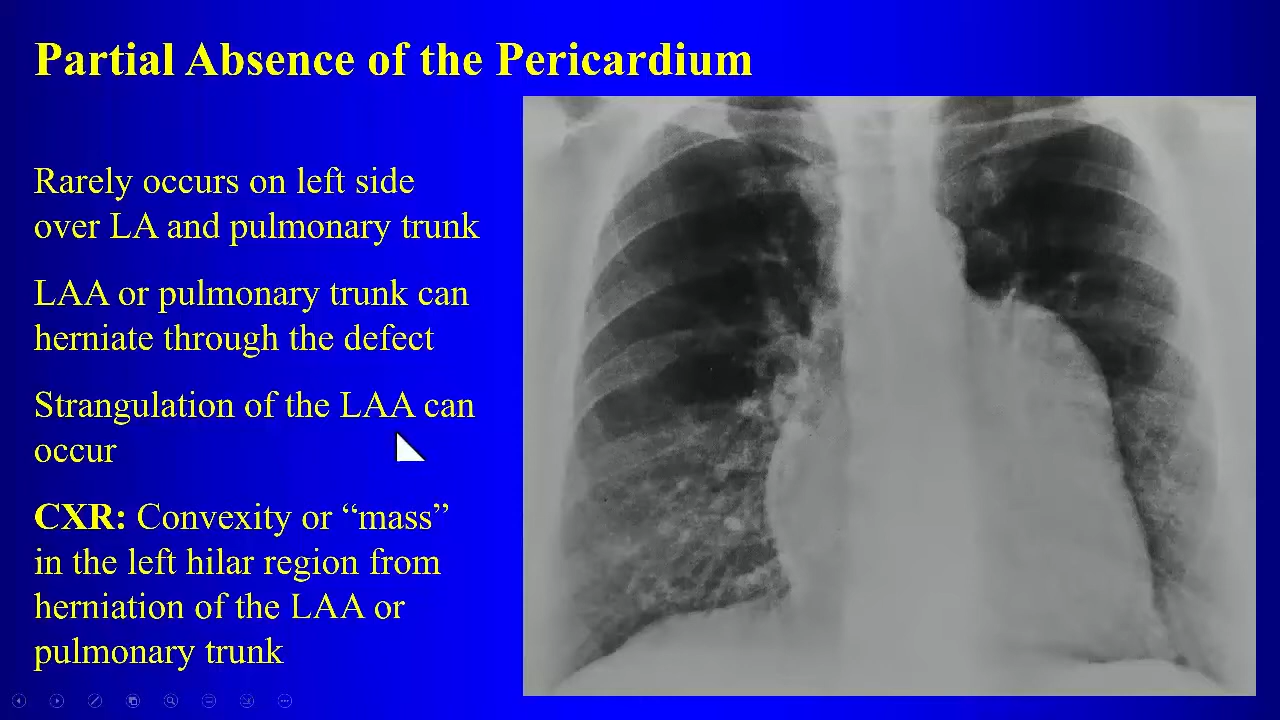 Partial Absence of the Pericardium
Rarely occurs on left side
over LA and pulmonary trunk
LAA or pulmonary trunk can
herniate through the defect
Strangulation of the LAA can
occur
CXR: Convexity or “mass”
in the left hilar region from
herniation of the LAA or
pulmonary trunk